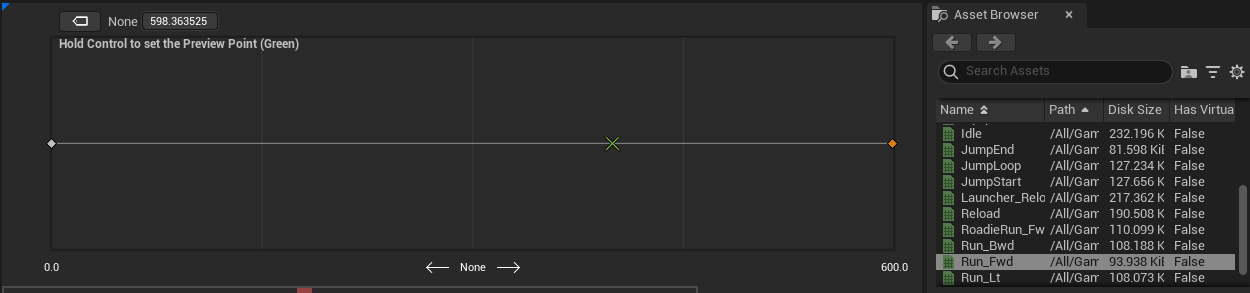 None 598.363525
Hold Control to set the Preview Point (Green)
0.0 None 600.0
Asset Browser
Search Assets
Name Path Disk Size Has Virtua
Idle /All/Gam 232.196 K False
JumpEnd /All/Gam 81.598 KiB False
JumpLoop /All/Gam 127.234 K False
JumpStart /All/Gam 127.656 K False
Launcher_Relo /All/Gam 217.362 K False
Reload /All/Gam 190.508 K False
RoadieRun_Fw /All/Gam 110.099 K False
Run_Bwd /All/Gam 108.188 K False
Run_Fwd /All/Gam 93.938 KiB False
Run_Lt /All/Gam 108.073 K False